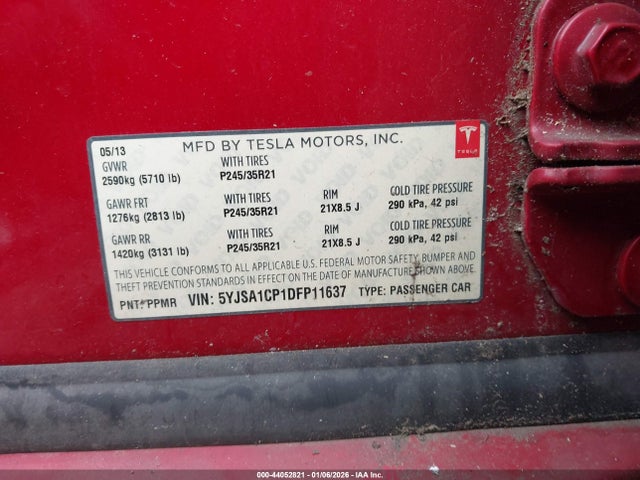 05/13 MFD BY TESLA MOTORS, INC. TESLA
GVWR WITH TIRES
2590kg (5710 lb) P245/35R21
GAWR FRT WITH TIRES RIM COLD TIRE PRESSURE
1276kg (2813 lb) P245/35R21 21X8.5 J 290 kPa, 42 psi
GAWR RR WITH TIRES RIM COLD TIRE PRESSURE
1420kg (3131 lb) P245/35R21 21X8.5 J 290 kPa, 42 psi
THIS VEHICLE CONFORMS TO ALL APPLICABLE U.S. FEDERAL MOTOR SAFETY, BUMPER AND
THEFT PREVENTION STANDARDS IN EFFECT ON THE DATE OF MANUFACTURE SHOWN ABOVE.
PNT: PPMR VIN: 5YJSA1CP1DFP11637 TYPE: PASSENGER CAR
000-44052821 - 01/06/2026 - IAA Inc.